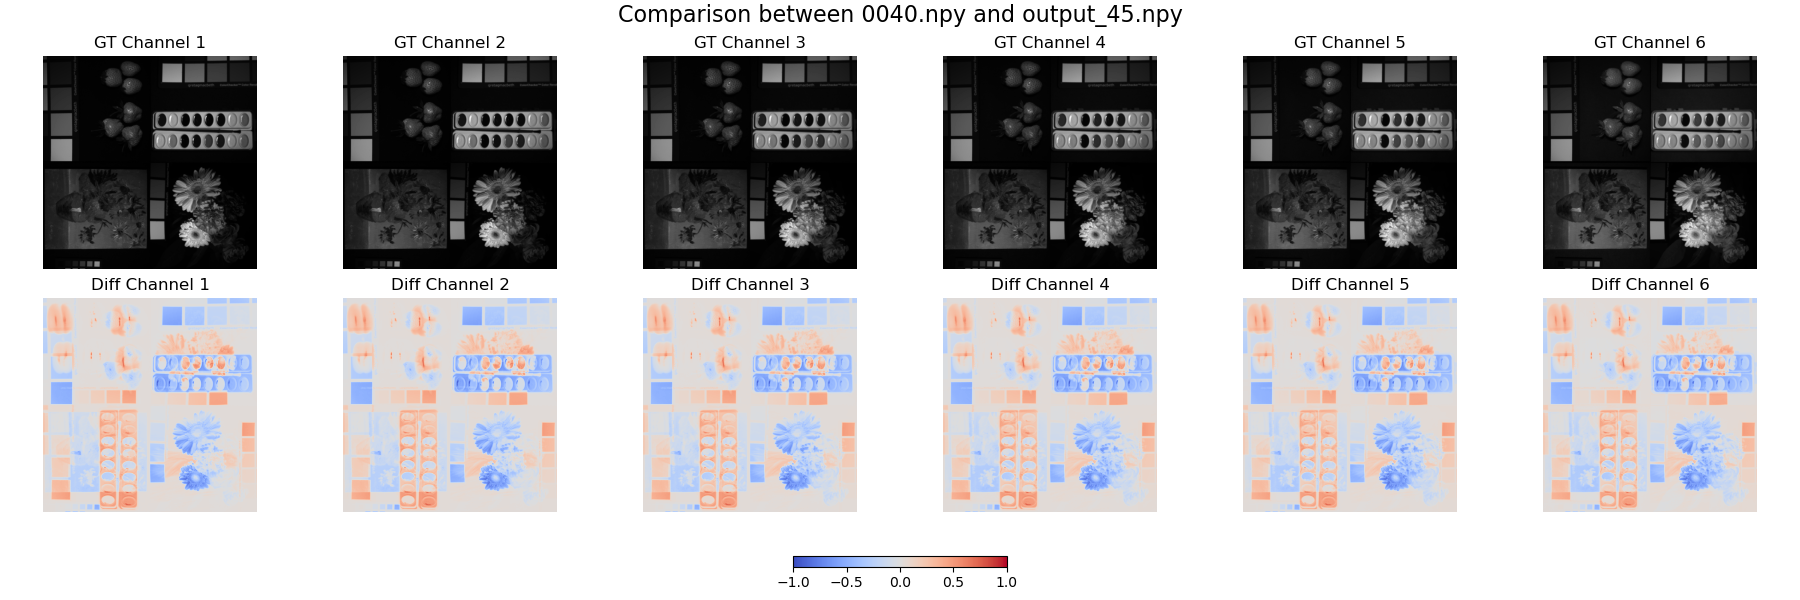 Comparison between 0040.npy and output_45.npy
GT Channel 1
GT Channel 2
GT Channel 3
GT Channel 4
GT Channel 5
GT Channel 6
Diff Channel 1
Diff Channel 2
Diff Channel 3
Diff Channel 4
Diff Channel 5
Diff Channel 6
−1.0 −0.5 0.0 0.5 1.0